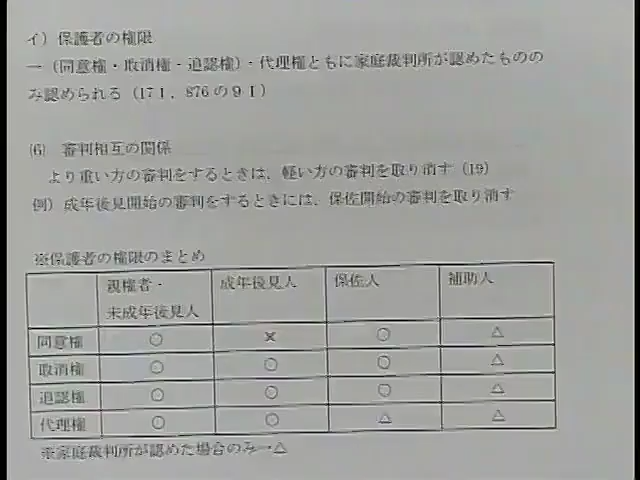 イ）保護者の権限
―（同意権・取消権・追認権）・代理権ともに家庭裁判所が認めたものの
み認められる（17Ⅰ，876の9Ⅰ）
(6) 審判相互の関係
より重い方の審判をするときは、軽い方の審判を取り消す（19）
例）成年後見開始の審判をするときには、保佐開始の審判を取り消す
※保護者の権限のまとめ
親権者・ 成年後見人 保佐人 補助人
未成年後見人
同意権 ○ × ○ △
取消権 ○ ○ ○ △
追認権 ○ ○ ○ △
代理権 ○ ○ △ △
※家庭裁判所が認めた場合のみ→△